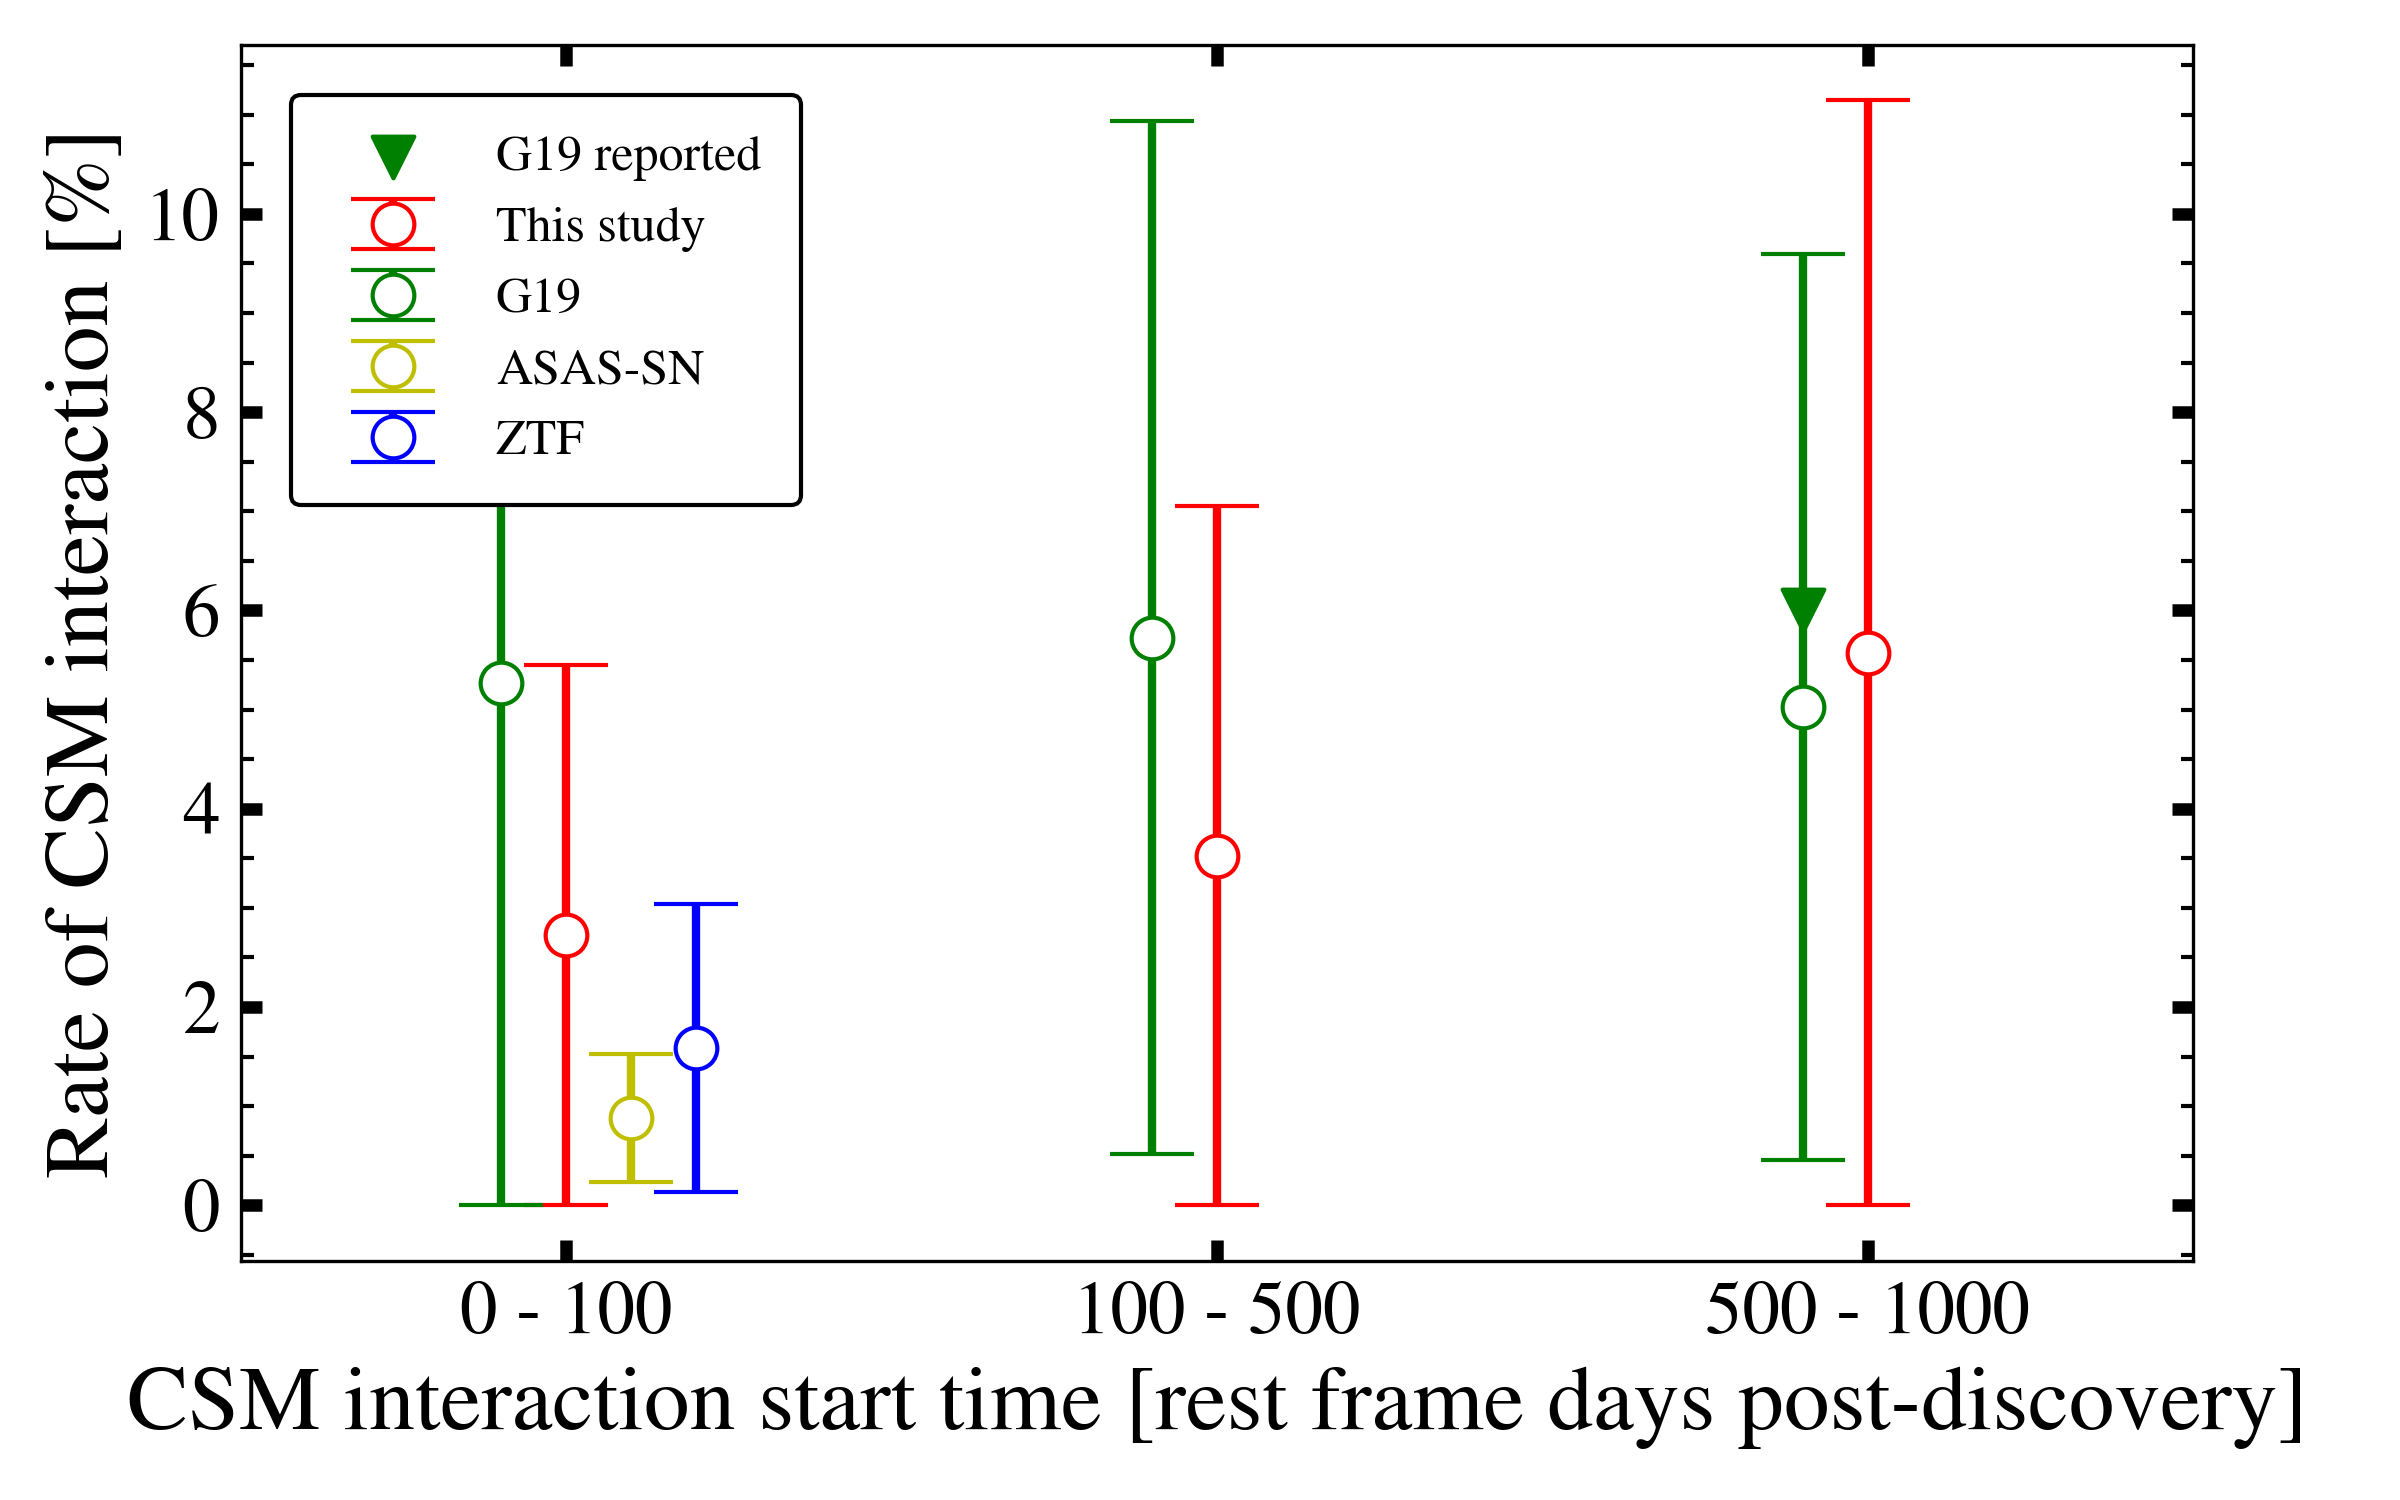 Rate of CSM interaction [%]
10
8
6
4
2
0
G19 reported
This study
G19
ASAS-SN
ZTF
0 - 100
100 - 500
500 - 1000
CSM interaction start time [rest frame days post-discovery]